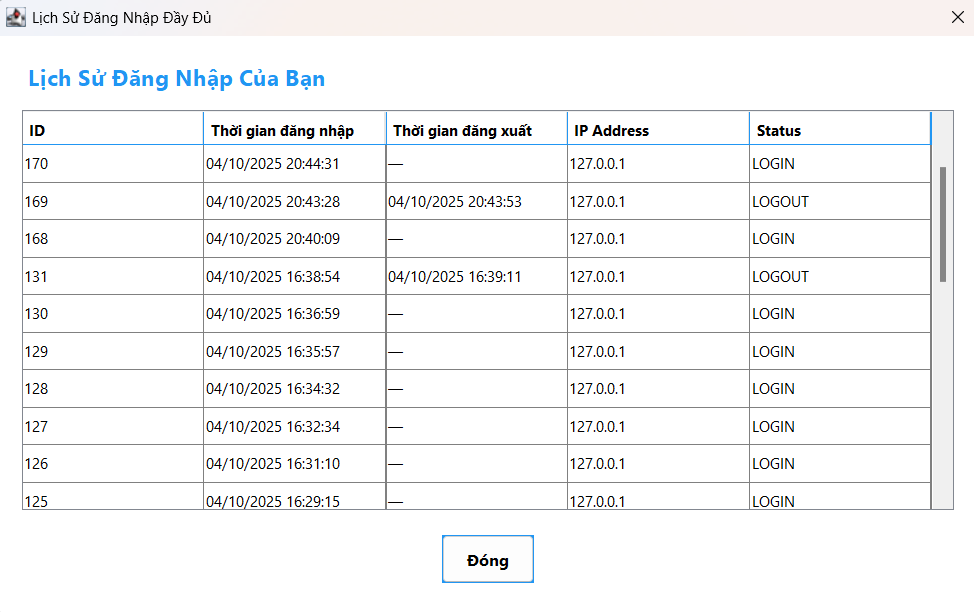 Lịch Sử Đăng Nhập Đầy Đủ
Lịch Sử Đăng Nhập Của Bạn
ID Thời gian đăng nhập Thời gian đăng xuất IP Address Status
170 04/10/2025 20:44:31 — 127.0.0.1 LOGIN
169 04/10/2025 20:43:28 04/10/2025 20:43:53 127.0.0.1 LOGOUT
168 04/10/2025 20:40:09 — 127.0.0.1 LOGIN
131 04/10/2025 16:38:54 04/10/2025 16:39:11 127.0.0.1 LOGOUT
130 04/10/2025 16:36:59 — 127.0.0.1 LOGIN
129 04/10/2025 16:35:57 — 127.0.0.1 LOGIN
128 04/10/2025 16:34:32 — 127.0.0.1 LOGIN
127 04/10/2025 16:32:34 — 127.0.0.1 LOGIN
126 04/10/2025 16:31:10 — 127.0.0.1 LOGIN
125 04/10/2025 16:29:15 — 127.0.0.1 LOGIN
Đóng